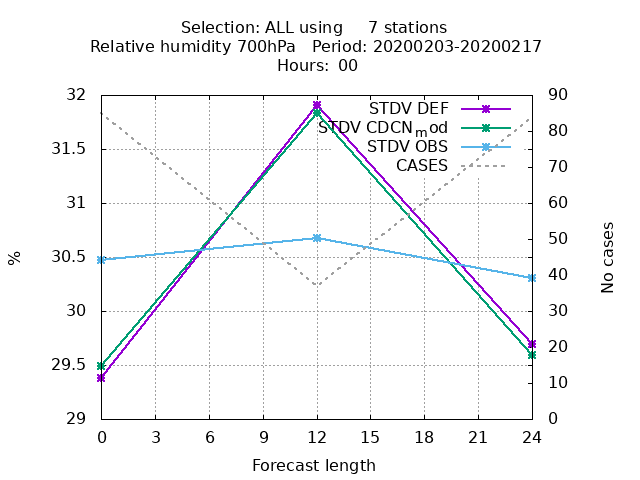 Selection: ALL using 7 stations
Relative humidity 700hPa Period: 20200203-20200217
Hours: 00
32
31.5
31
30.5
30
29.5
29
%
90
80
70
60
50
40
30
20
10
0
No cases
STDV DEF
STDV CDCN_mod
STDV OBS
CASES
0 3 6 9 12 15 18 21 24
Forecast length